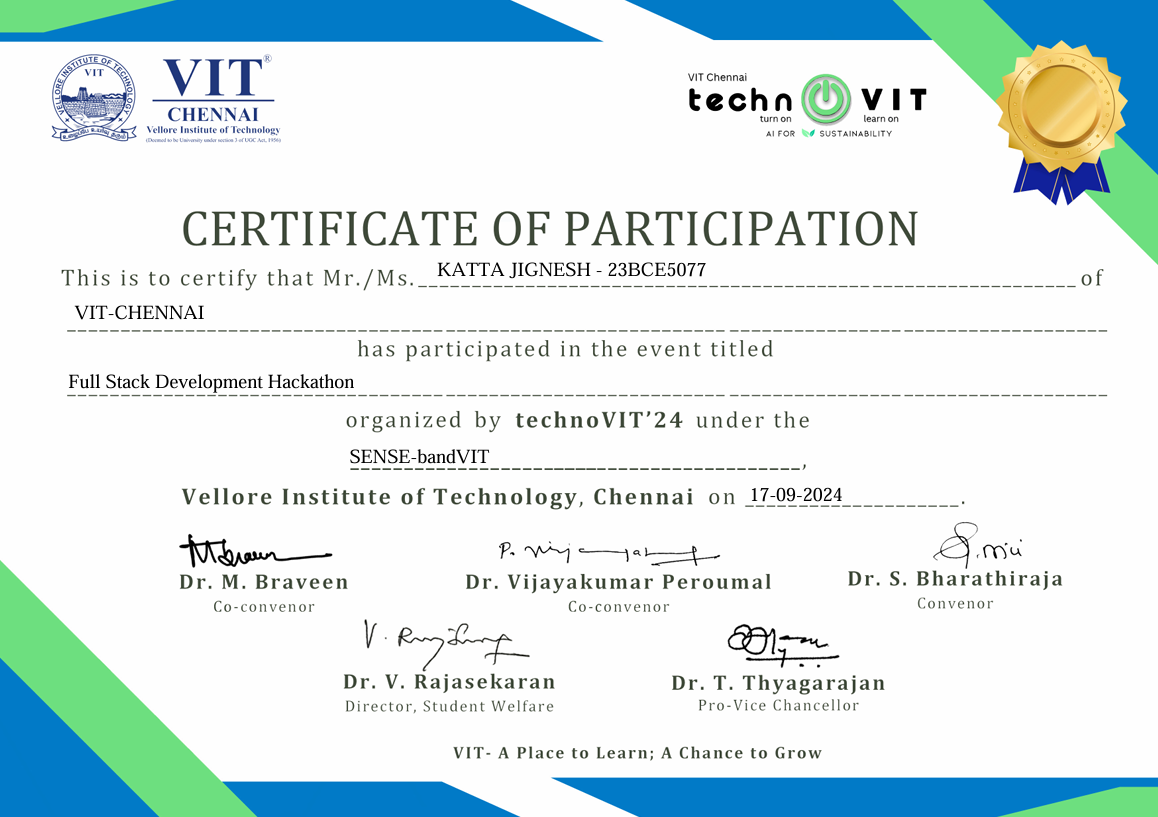 VELLORE INSTITUTE OF TECHNOLOGY
VIT
VIT®
CHENNAI
Vellore Institute of Technology
(Deemed to be University under section 3 of UGC Act, 1956)
VIT Chennai
techn VIT
turn on learn on
AI FOR SUSTAINABILITY
CERTIFICATE OF PARTICIPATION
This is to certify that Mr./Ms. KATTA JIGNESH - 23BCE5077 of
VIT-CHENNAI
has participated in the event titled
Full Stack Development Hackathon
organized by technoVIT’24 under the
SENSE-bandVIT,
Vellore Institute of Technology, Chennai on 17-09-2024.
Dr. M. Braveen
Dr. Vijayakumar Peroumal
Dr. S. Bharathiraja
Co-convenor
Co-convenor
Convenor
Dr. V. Rajasekaran
Dr. T. Thyagarajan
Director, Student Welfare
Pro-Vice Chancellor
VIT- A Place to Learn; A Chance to Grow